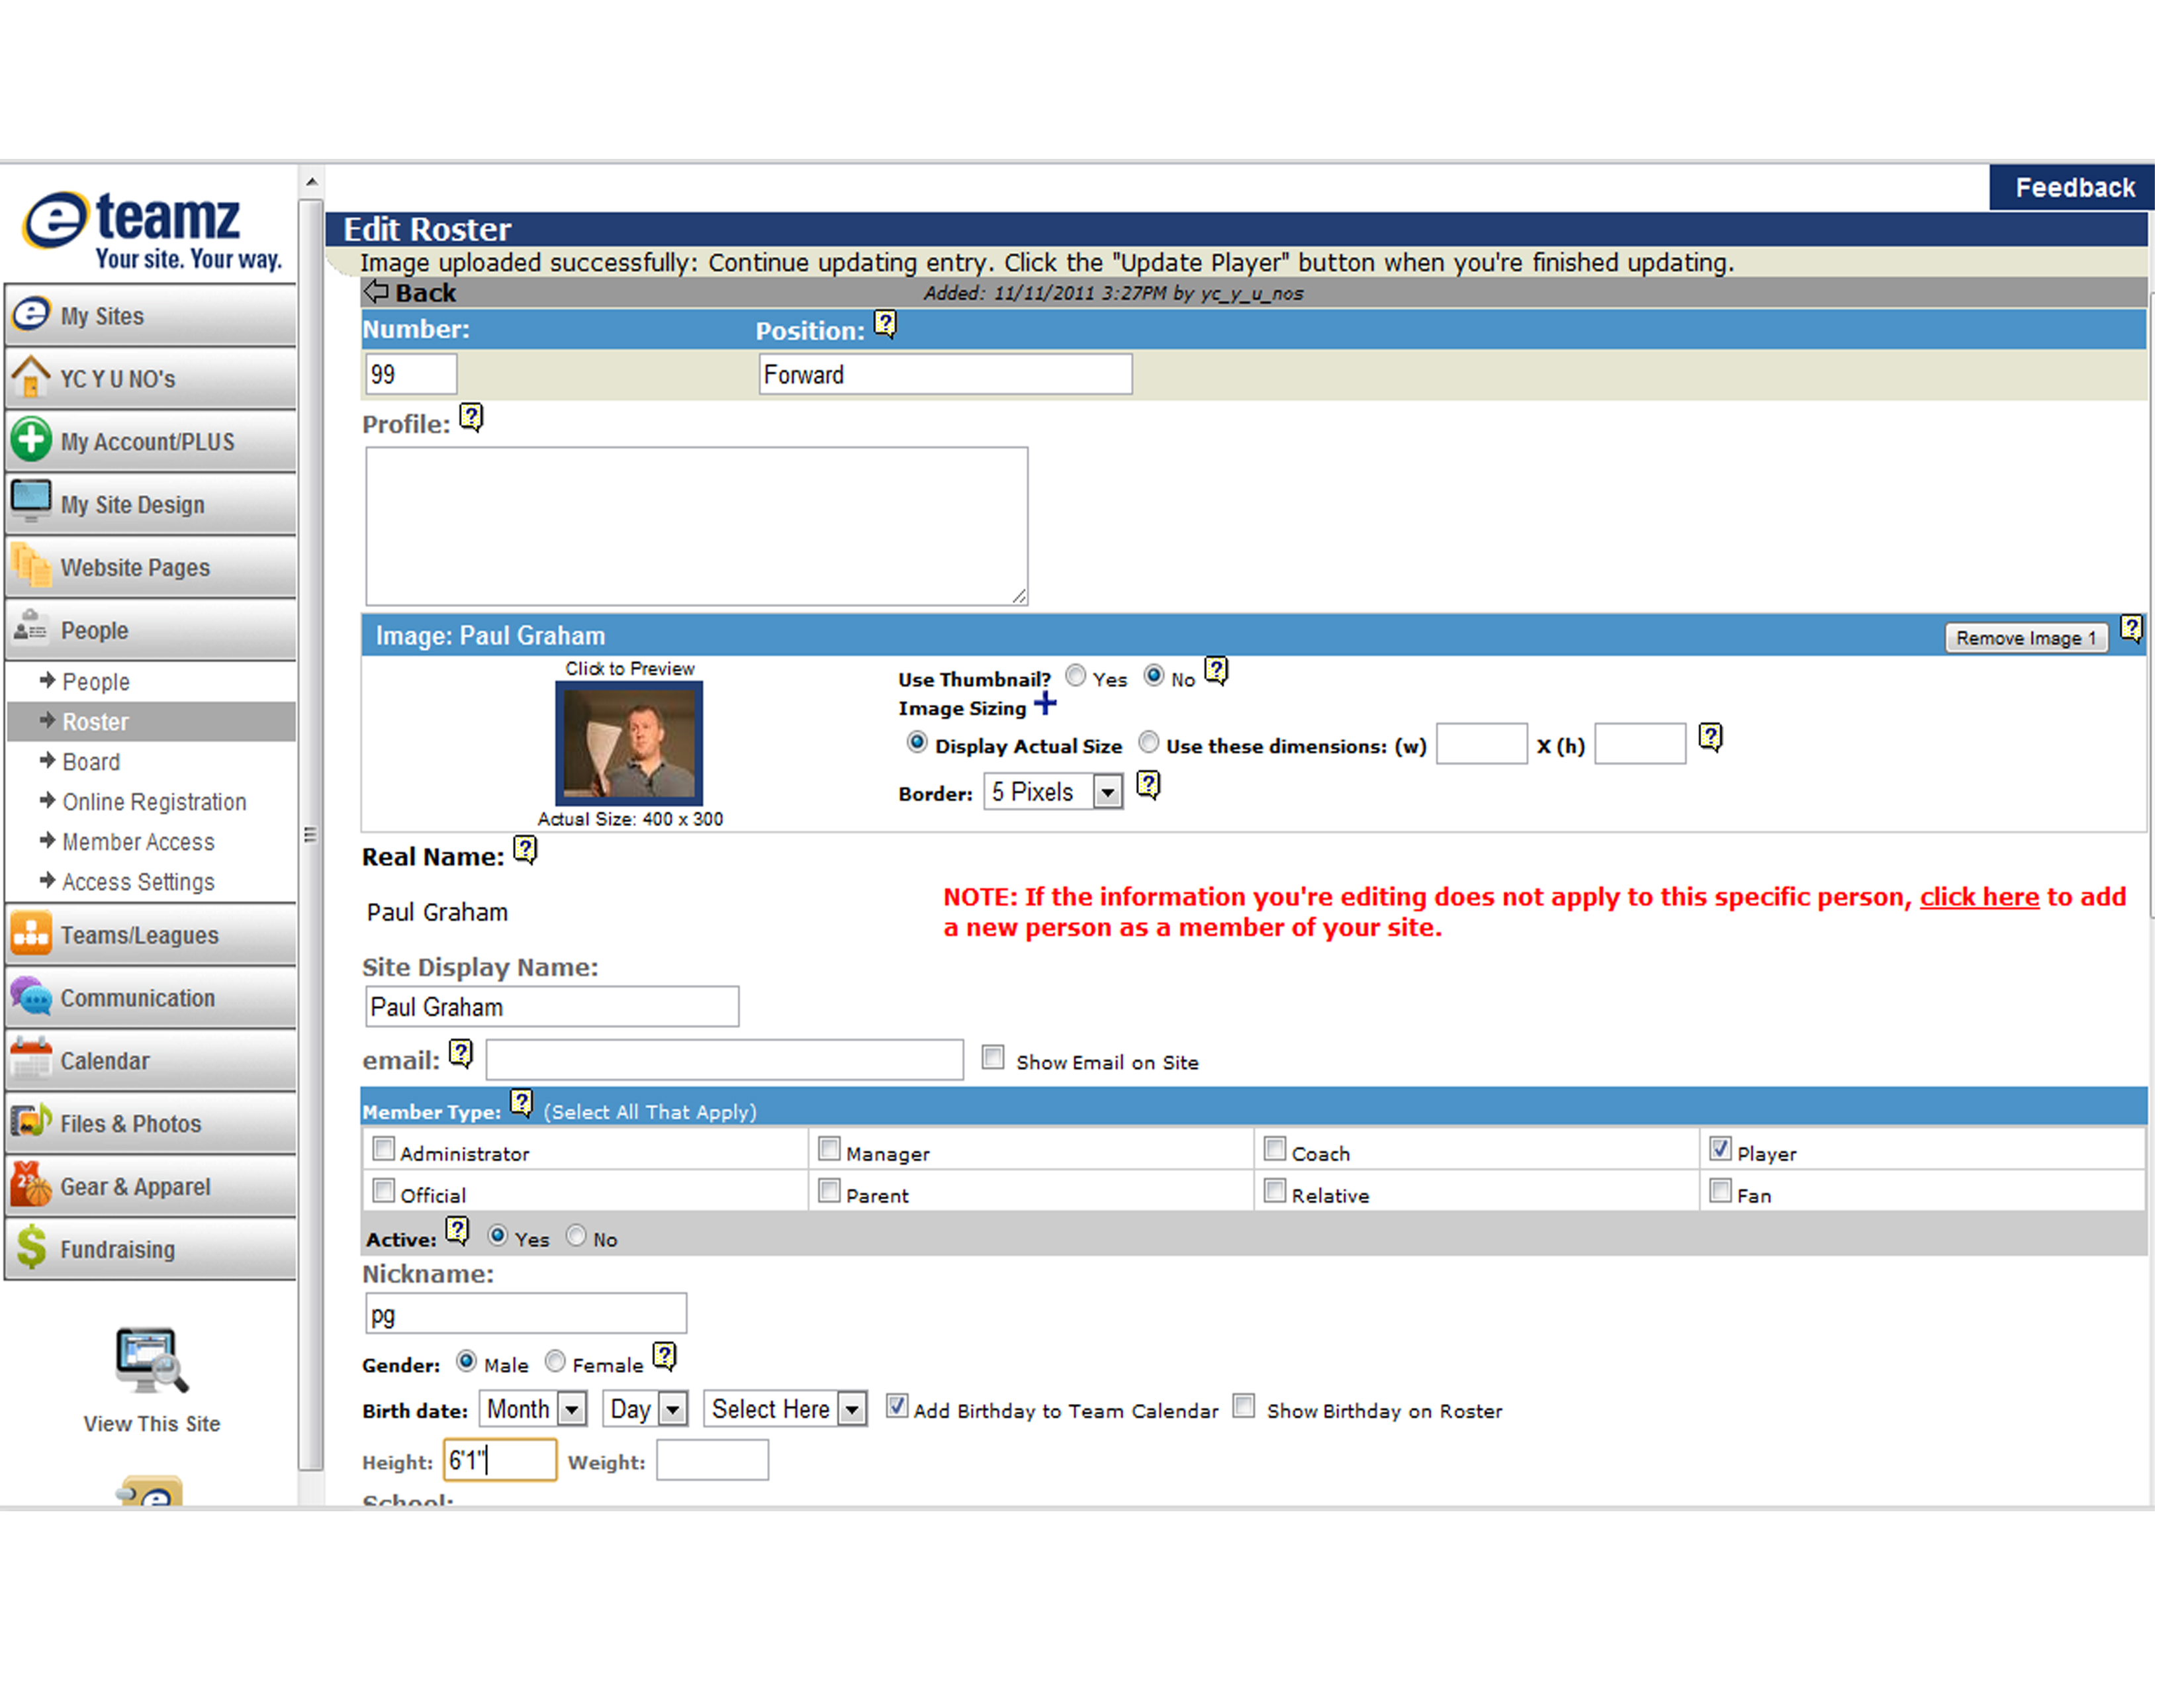 Feedback
eteamz
Your site. Your way.
My Sites
YC Y U NO's
My Account/PLUS
My Site Design
Website Pages
People
People
Roster
Board
Online Registration
Member Access
Access Settings
Teams/Leagues
Communication
Calendar
Files & Photos
Gear & Apparel
Fundraising
View This Site
Edit Roster
Image uploaded successfully: Continue updating entry. Click the "Update Player" button when you're finished updating.
Back Added: 11/11/2011 3:27PM by yc_y_u_nos
Number: Position: ?
99 Forward
Profile: ?
Image: Paul Graham Remove Image 1 ?
Click to Preview
Actual Size: 400 x 300
Use Thumbnail? Yes No ?
Image Sizing +
Display Actual Size Use these dimensions: (w) X (h) ?
Border: 5 Pixels ?
Real Name: ?
Paul Graham
NOTE: If the information you're editing does not apply to this specific person, click here to add
a new person as a member of your site.
Site Display Name:
Paul Graham
email: ? Show Email on Site
Member Type: ? (Select All That Apply)
Administrator Manager Coach Player
Official Parent Relative Fan
Active: ? Yes No
Nickname:
pg
Gender: Male Female ?
Birth date: Month Day Select Here Add Birthday to Team Calendar Show Birthday on Roster
Height: 6'1" Weight:
School: